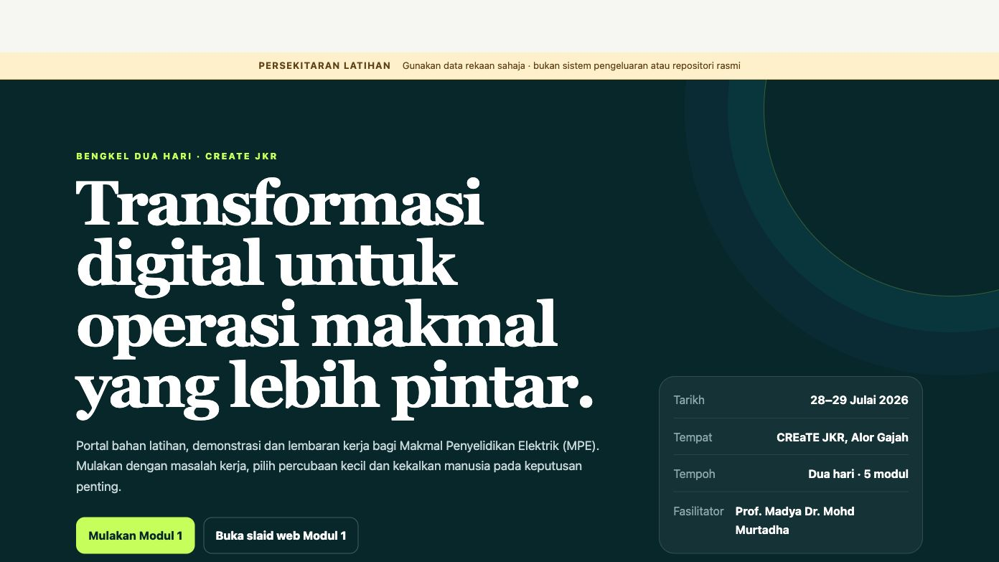 PERSEKITARAN LATIHAN Gunakan data rekaan sahaja · bukan sistem pengeluaran atau repositori rasmi
BENGKEL DUA HARI · CREATE JKR
Transformasi
digital untuk
operasi makmal
yang lebih pintar.
Portal bahan latihan, demonstrasi dan lembaran kerja bagi Makmal Penyelidikan Elektrik (MPE).
Mulakan dengan masalah kerja, pilih percubaan kecil dan kekalkan manusia pada keputusan
penting.
Mulakan Modul 1
Buka slaid web Modul 1
Tarikh 28–29 Julai 2026
Tempat CREaTE JKR, Alor Gajah
Tempoh Dua hari · 5 modul
Fasilitator Prof. Madya Dr. Mohd
Murtadha